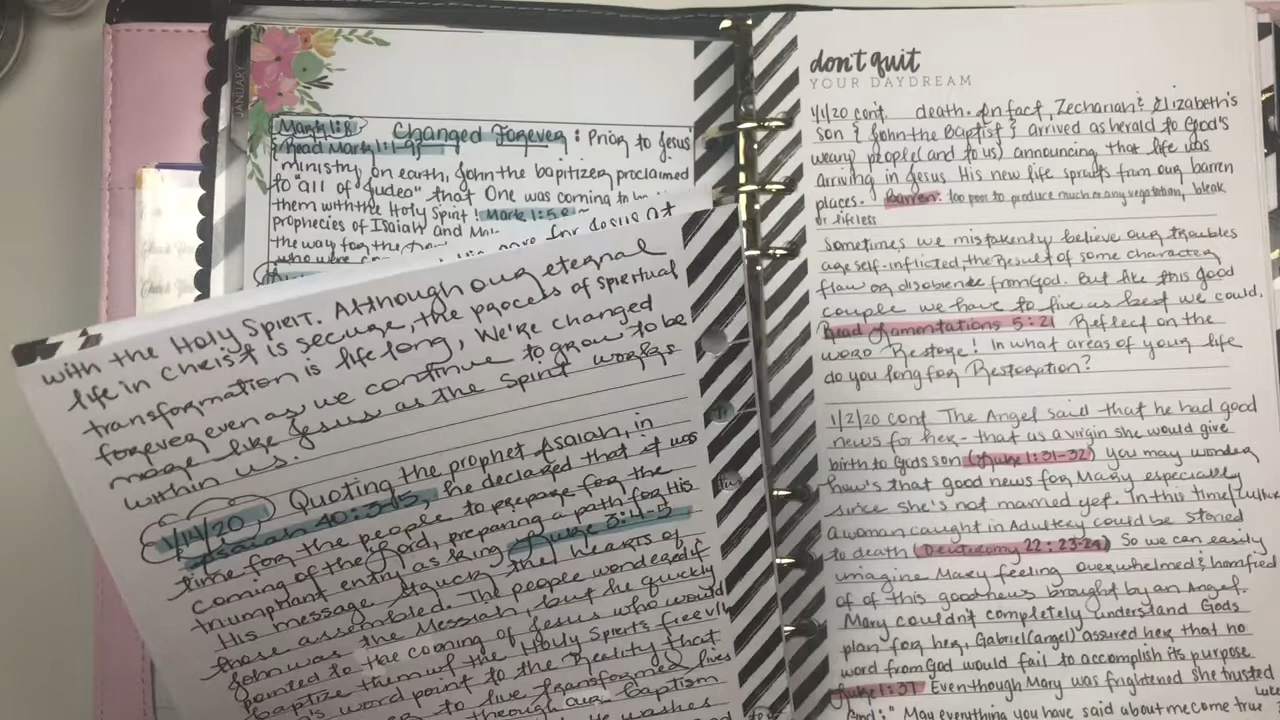 JANUARY
Mark 1:8 Changed Forever: Prior to Jesus'
Read Mark 1:1-9 
ministry on earth, John the bapitizer proclaimed
to "all of Judea" that One was coming to
them with the Holy Spirit! Mark 1:5,8
prophecies of Isaiah and
the way for the
who were
with the Holy Spirit. Although our eternal
life in Christ is secure, the process of spiritual
transformation is life long, We're changed
forever even as we continue to grow to be
more like Jesus as the Spirit works
within us.
1/14/20 Quoting the prophet Isaiah, in
Isaiah 40:3-5, he declared that it was
time for the people to prepare for the
coming of the Lord, preparing a path for His
triumphant entry as king Luke 3:4-5
His message struck the hearts of
those assembled. The people wondered if
John was the Messiah, but he quickly
pointed to the coming of Jesus who would
baptize them w/ the Holy Spirit &
word point to the Reality that
to live transformed lives
through our baptism
washes
don't quit
YOUR DAYDREAM
1/1/20 cont. death. In fact, Zechariah & Elizabeth's
son { John the Baptist } arrived as herald to God's
weary people (and to us) announcing that life was
arriving in Jesus. His new life sprouts from our barren
places. Barren: too poor to produce much or any vegetation, bleak
or lifeless
Sometimes we mistakenly believe our troubles
are self-inflicted, the Result of some character
flaw or disobience from God. But like this good
couple we have to live as best we could.
Read Lamentations 5:21 Reflect on the
word Restore! In what areas of your life
do you long for Restoration?
1/2/20 cont The Angel said that he had good
news for her- that as a virgin she would give
birth to Gods son (Luke 1:31-32) you may wonder
how's that good news for Mary especially
since she's not married yet. In this time/culture
a woman caught in Adultery could be stoned
to death (Deuteromy 22:23-24) So we can easily
imagine Mary feeling overwhelmed & horrified
of of this good news brought by an Angel.
Mary couldn't completely understand Gods
plan for her, Gabriel (angel) assured her that no
word from God would fail to accomplish its purpose
Luke 1:37 Even though Mary was frightened she trusted
God: "May everything you have said about me come true